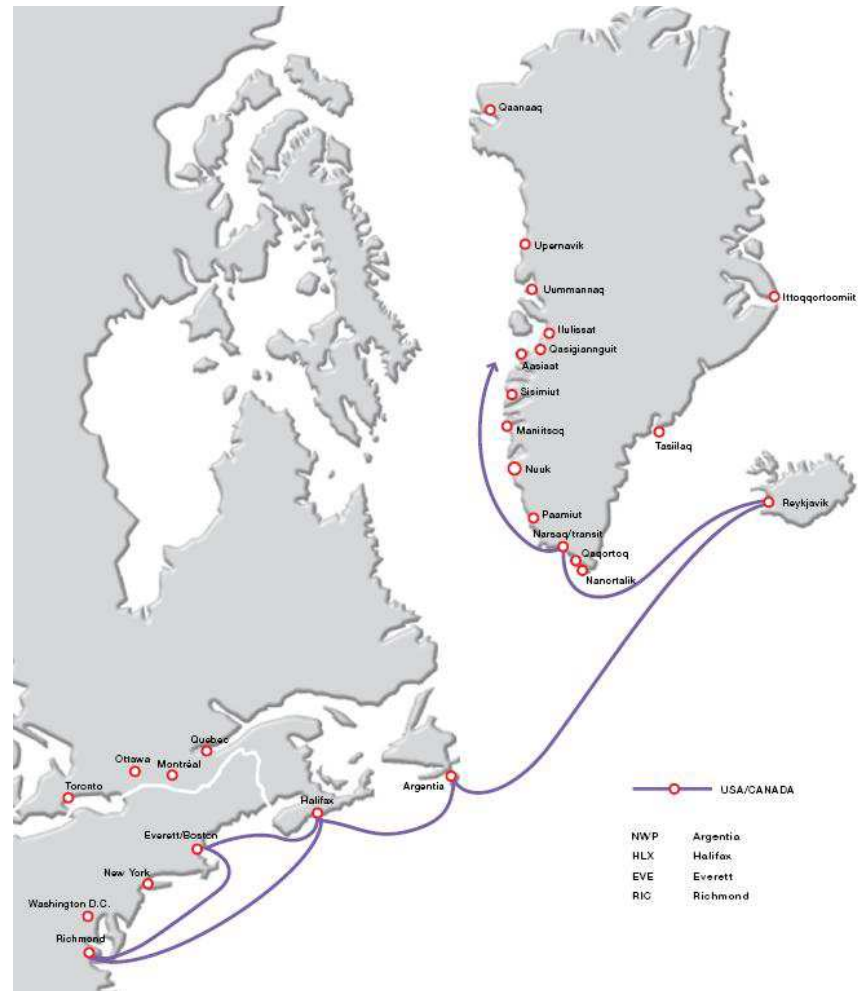 Qaanaaq
Upernavik
Uummannaq
Ittoqqortoormiit
Ilulissat
Qasigiannguit
Aasiaat
Sisimiut
Maniitsoq
Tasiilaq
Nuuk
Reykjavik
Paamiut
Narsaq/transit
Qaqortoq
Nanortalik
Quebec
Ottawa
Montréal
Toronto
Argentia
USA/CANADA
Halifax
Everett/Boston
NWP Argentia
HLX Halifax
EVE Everett
RIC Richmond
New York
Washington D.C.
Richmond